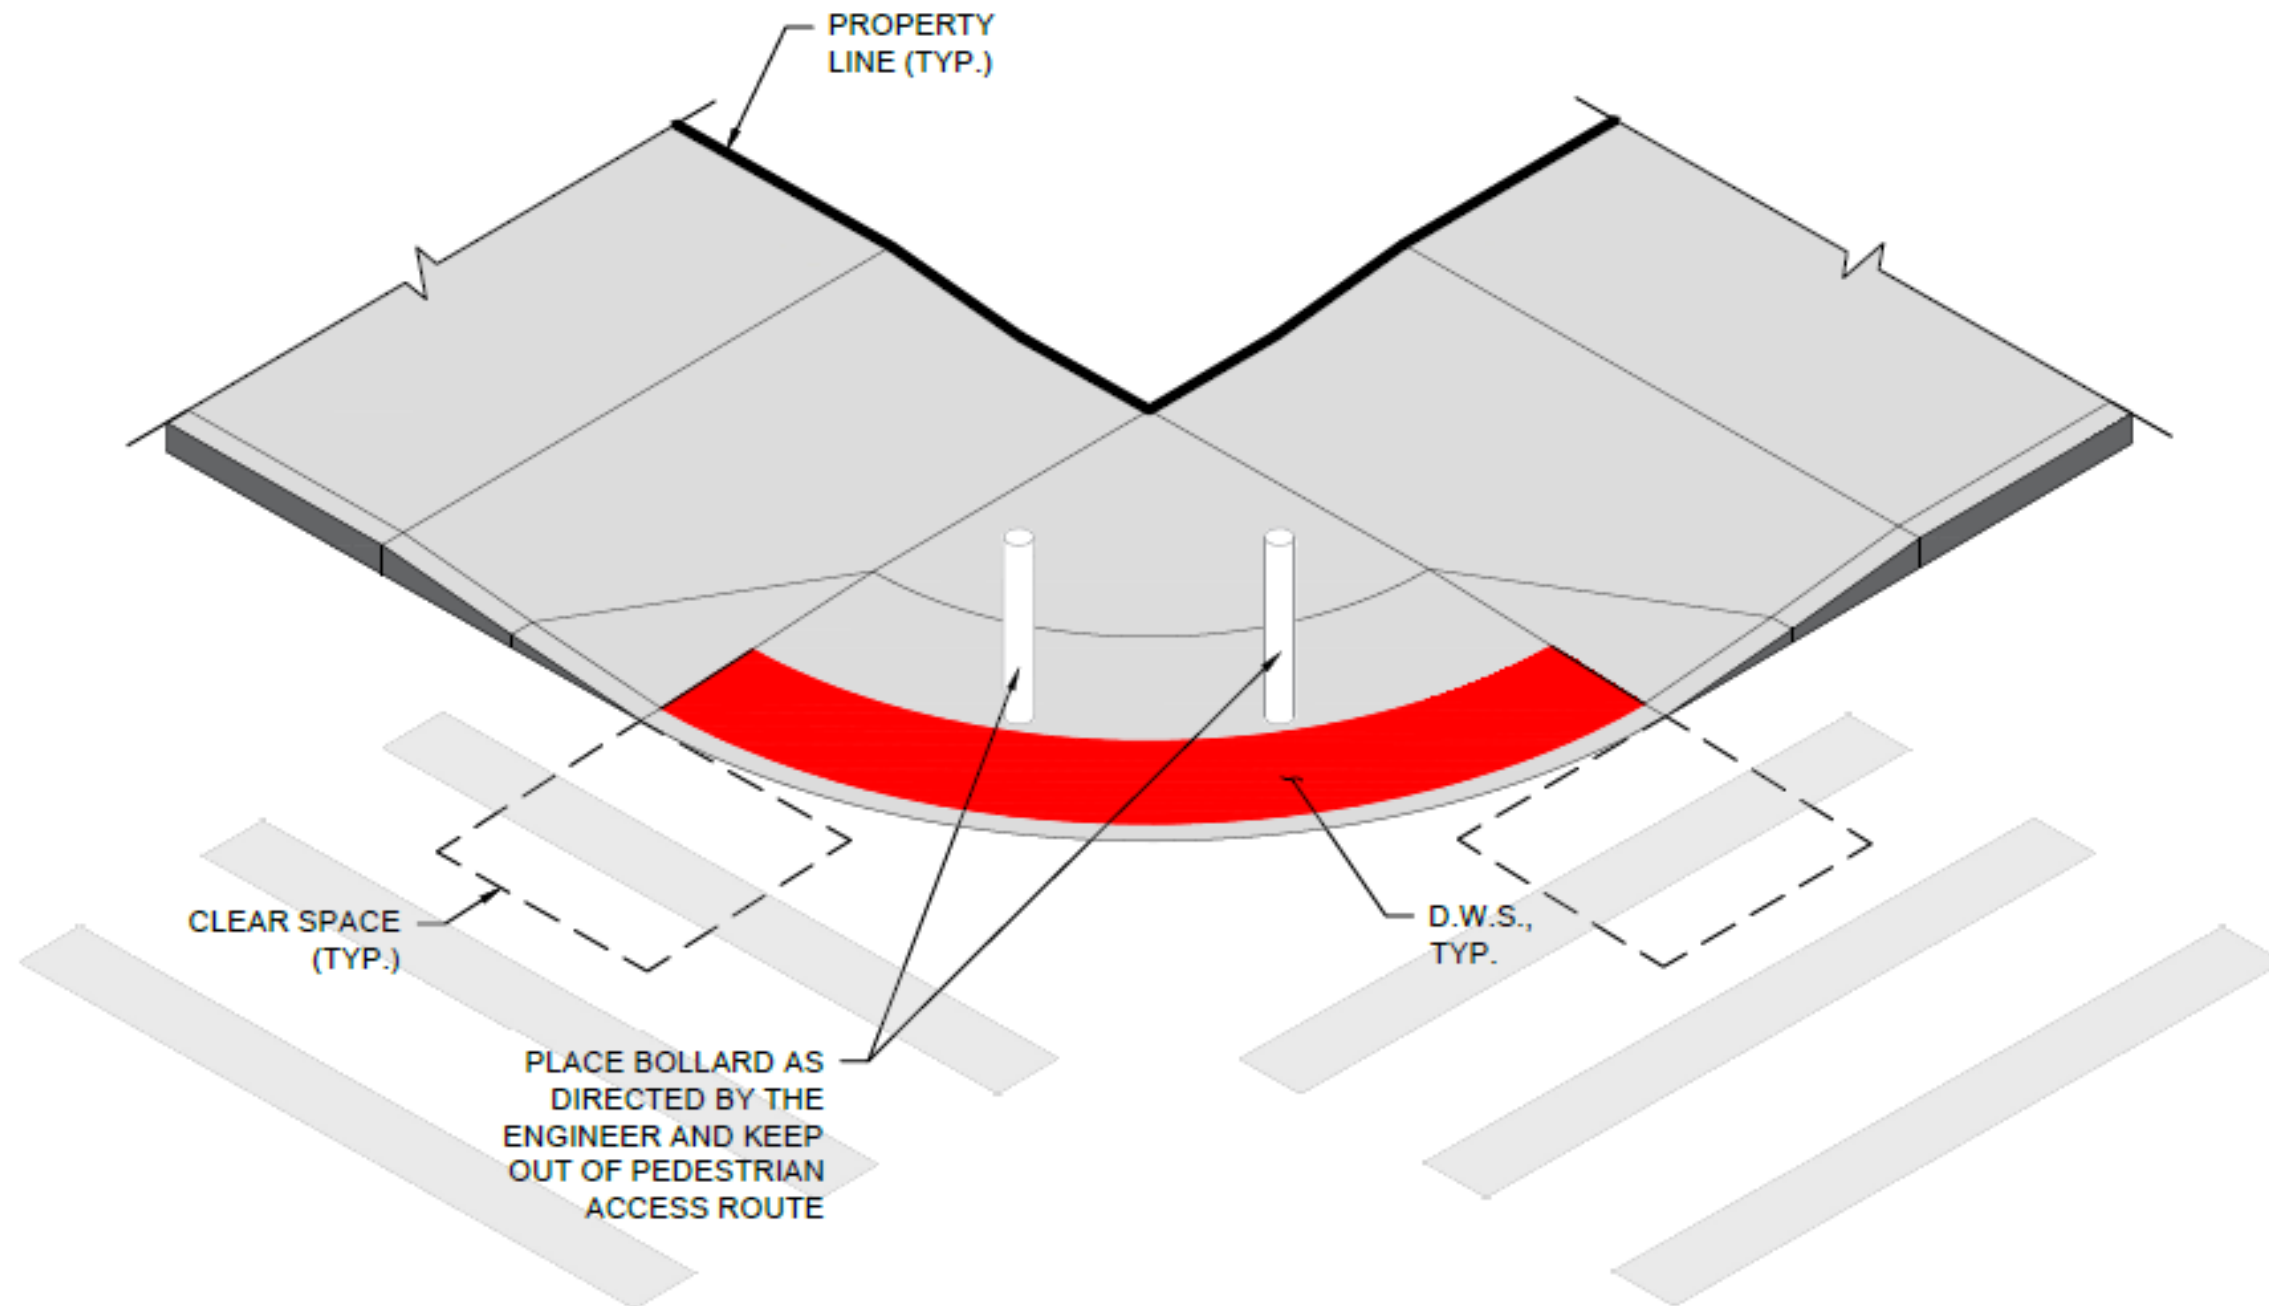 PROPERTY
LINE (TYP.)
CLEAR SPACE
(TYP.)
D.W.S.,
TYP.
PLACE BOLLARD AS
DIRECTED BY THE
ENGINEER AND KEEP
OUT OF PEDESTRIAN
ACCESS ROUTE